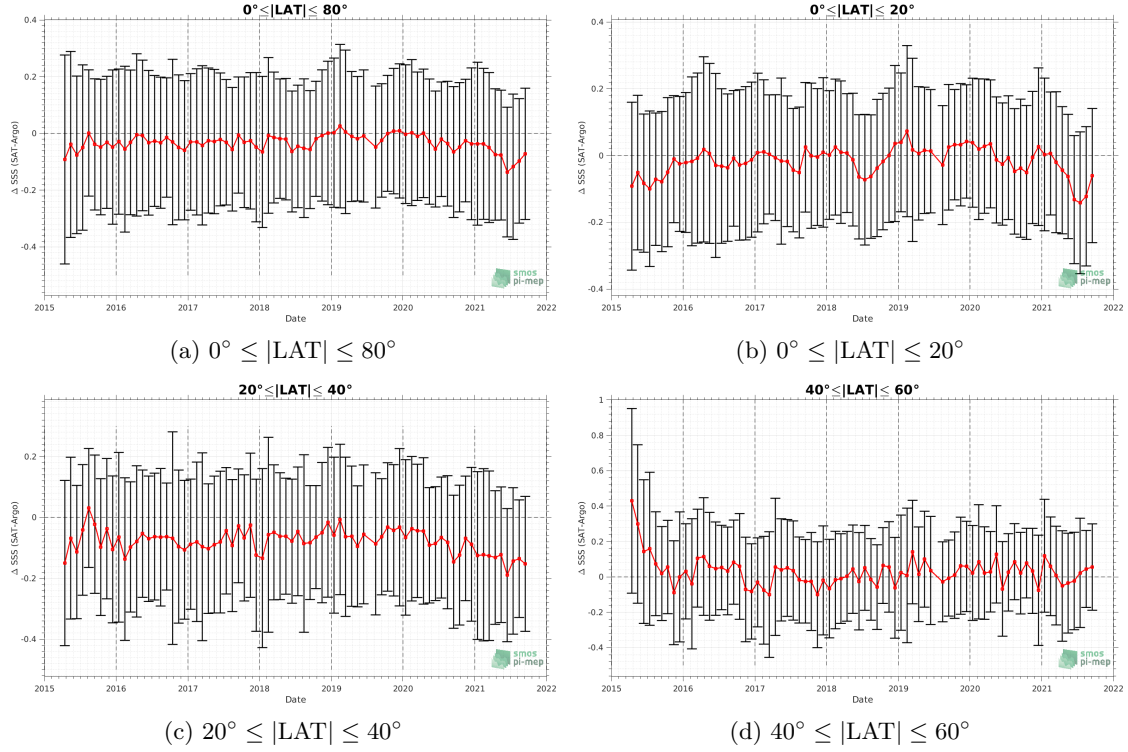 0°≤|LAT|≤ 80°
0.4
0.2
0
-0.2
-0.4
Δ SSS (SAT-Argo)
2015 2016 2017 2018 2019 2020 2021 2022
Date
smos
pi-mep
(a) 0° ≤ |LAT| ≤ 80°
0°≤|LAT|≤ 20°
0.4
0.2
0
-0.2
-0.4
Δ SSS (SAT-Argo)
2015 2016 2017 2018 2019 2020 2021 2022
Date
smos
pi-mep
(b) 0° ≤ |LAT| ≤ 20°
20°≤|LAT|≤ 40°
0.2
0
-0.2
-0.4
Δ SSS (SAT-Argo)
2015 2016 2017 2018 2019 2020 2021 2022
Date
smos
pi-mep
(c) 20° ≤ |LAT| ≤ 40°
40°≤|LAT|≤ 60°
1
0.8
0.6
0.4
0.2
0
-0.2
-0.4
-0.6
Δ SSS (SAT-Argo)
2015 2016 2017 2018 2019 2020 2021 2022
Date
smos
pi-mep
(d) 40° ≤ |LAT| ≤ 60°